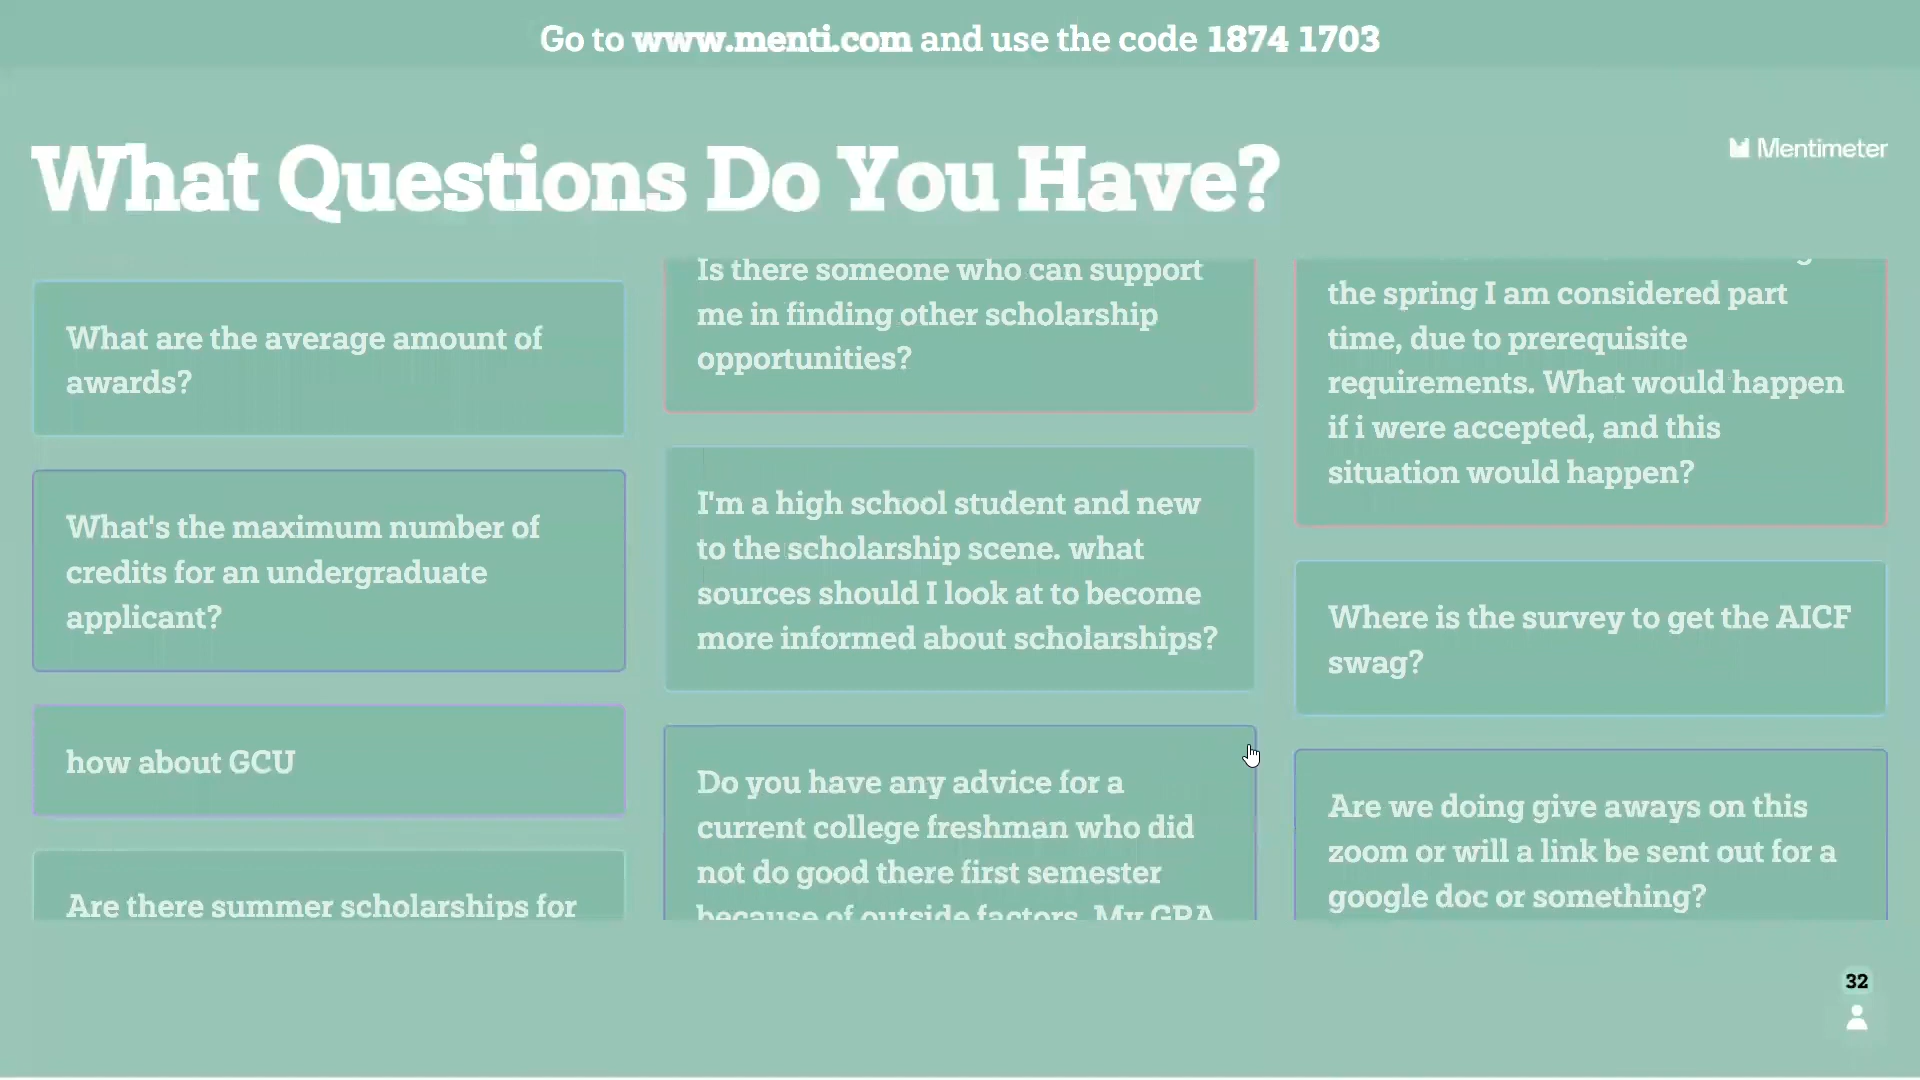 Go to www.menti.com and use the code 1874 1703
Mentimeter
What Questions Do You Have?
What are the average amount of
awards?
What's the maximum number of
credits for an undergraduate
applicant?
how about GCU
Are there summer scholarships for
Is there someone who can support
me in finding other scholarship
opportunities?
I'm a high school student and new
to the scholarship scene. what
sources should I look at to become
more informed about scholarships?
Do you have any advice for a
current college freshman who did
not do good there first semester
because of outside factors. My GPA
the spring I am considered part
time, due to prerequisite
requirements. What would happen
if i were accepted, and this
situation would happen?
Where is the survey to get the AICF
swag?
Are we doing give aways on this
zoom or will a link be sent out for a
google doc or something?
32